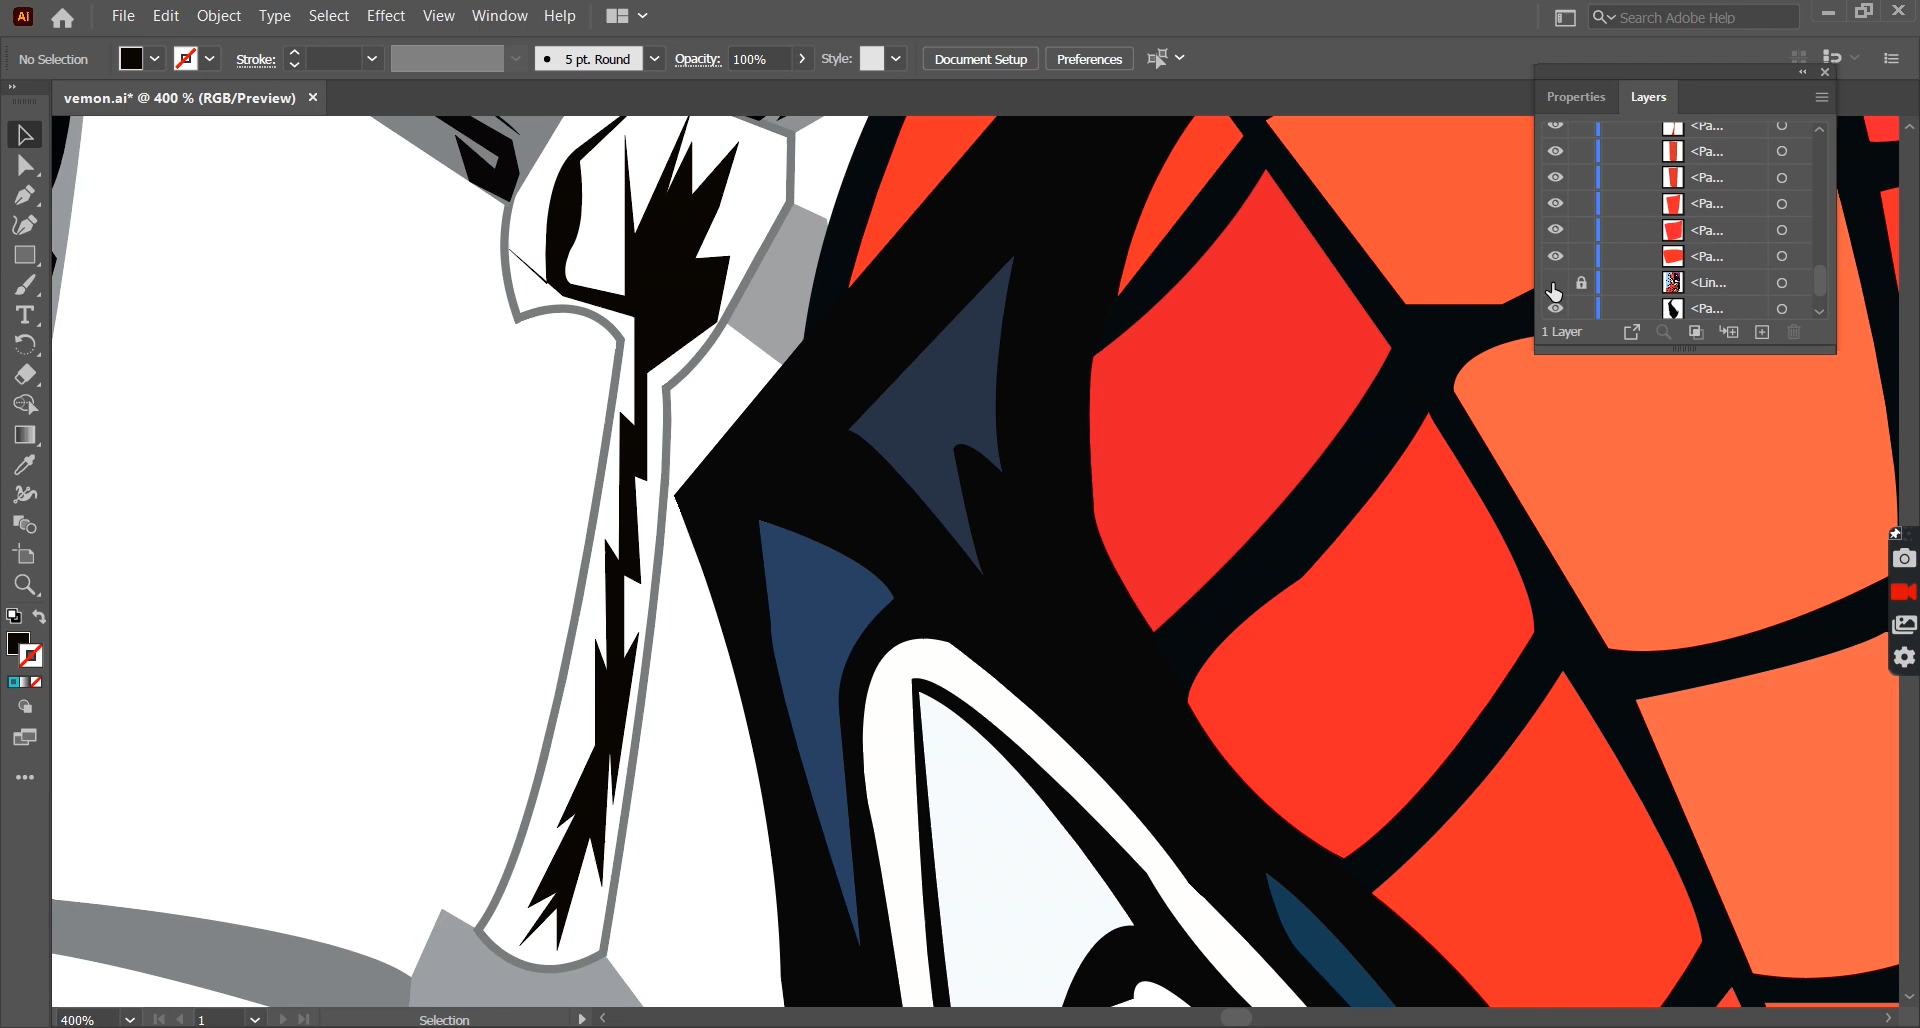 Ai File Edit Object Type Select Effect View Window Help Search Adobe Help
No Selection Stroke: 5 pt. Round Opacity: 100% Style: Document Setup Preferences
vemon.ai* @ 400 % (RGB/Preview)
Properties Layers
<Pa...
<Pa...
<Pa...
<Pa...
<Pa...
<Pa...
<Lin...
<Pa...
1 Layer
400% 1 Selection